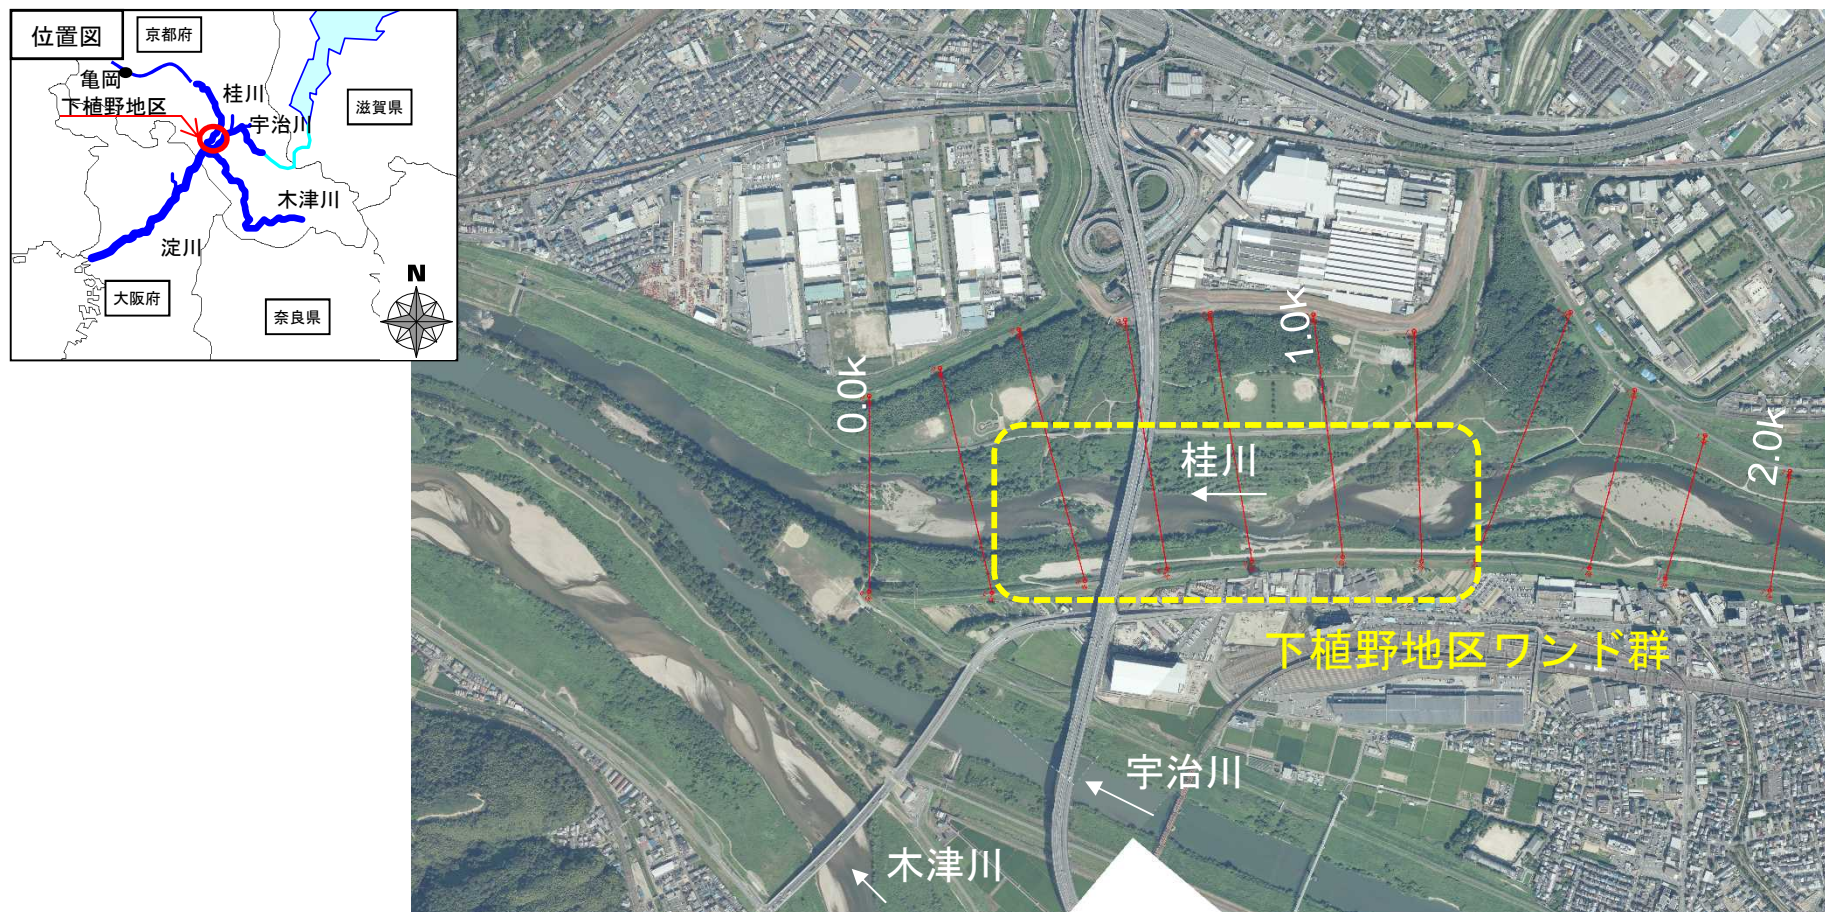 位置図
京都府
亀岡
桂川
下植野地区
宇治川
滋賀県
木津川
淀川
大阪府
奈良県
N
0.0k
1.0k
2.0k
桂川
下植野地区ワンド群
宇治川
木津川